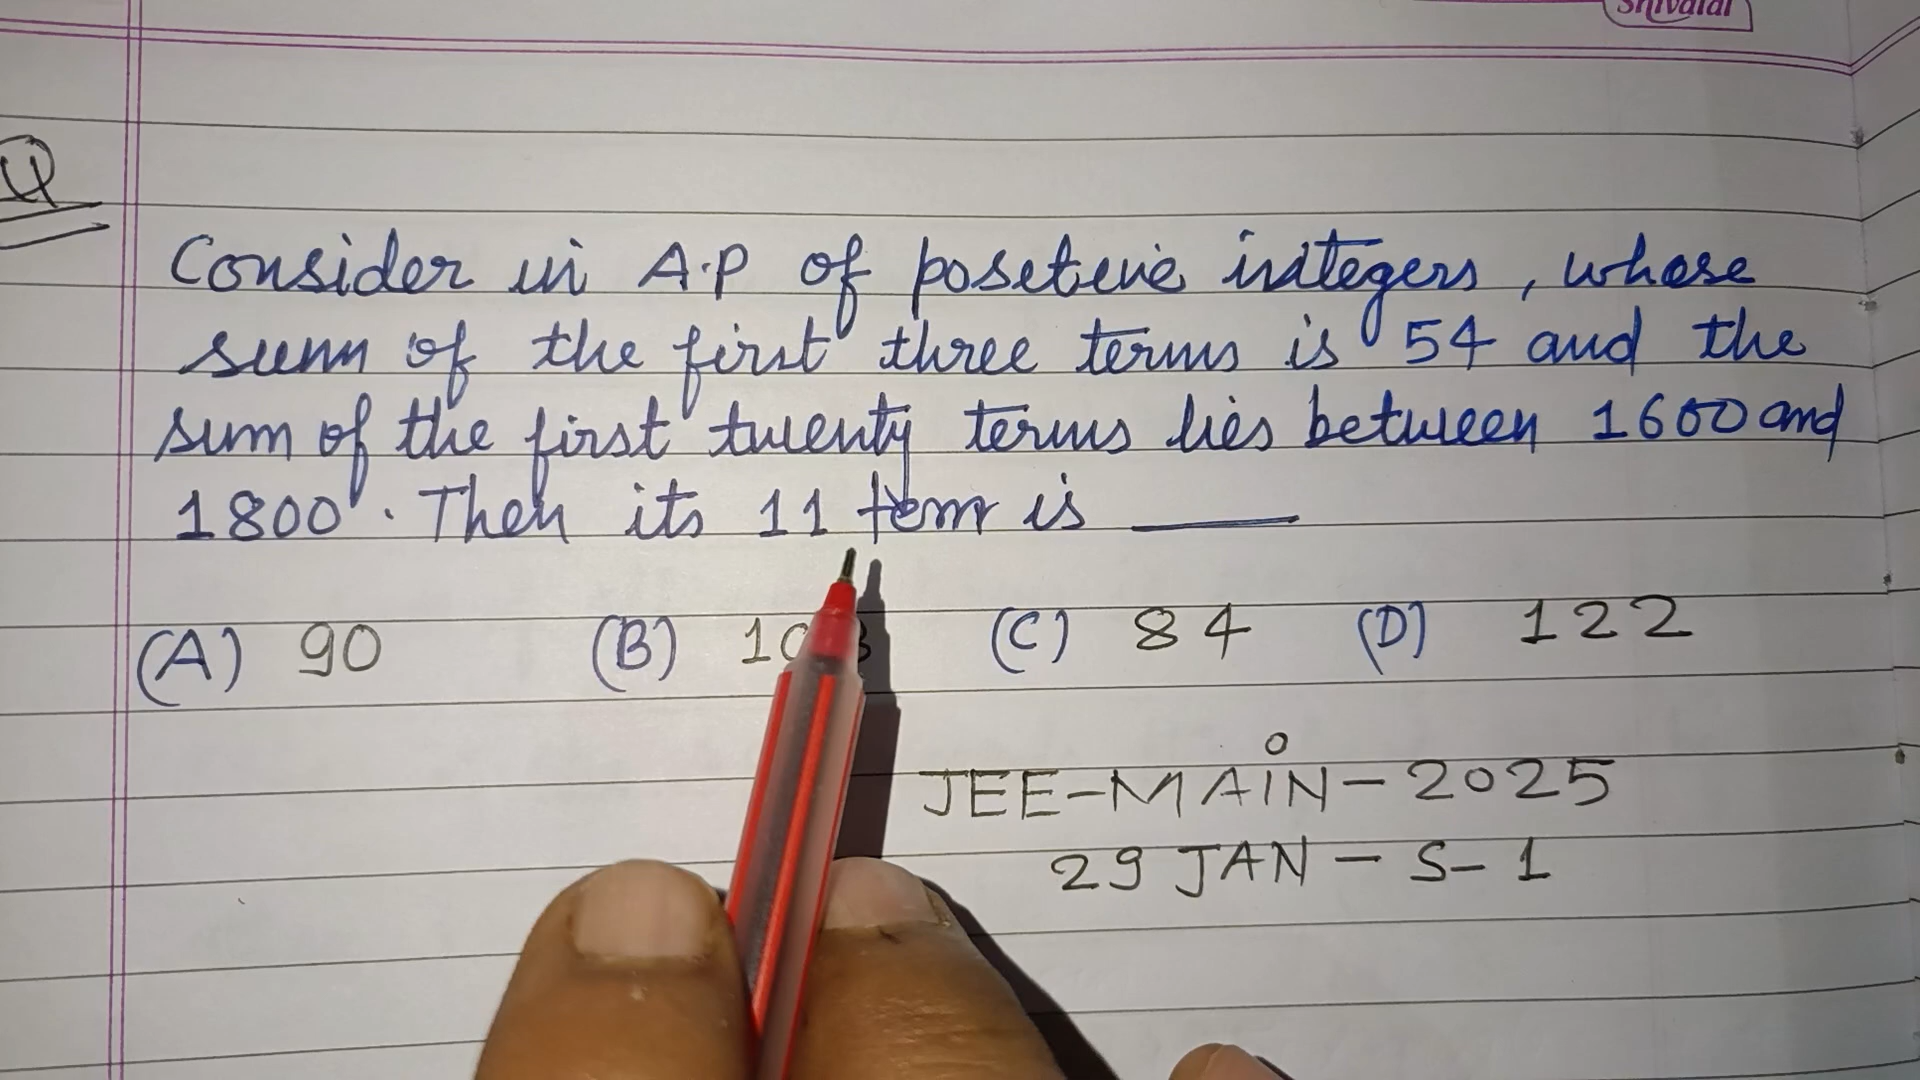 Shivalal
Q
Consider in A.P of posetive integers, whose
sum of the first three terms is 54 and the
sum of the first twenty terms lies between 1600 and
1800. Then its 11 term is ____
(A) 90 (B) (C) 84 (D) 122
JEE-MAIN-2025
29 JAN - S-1